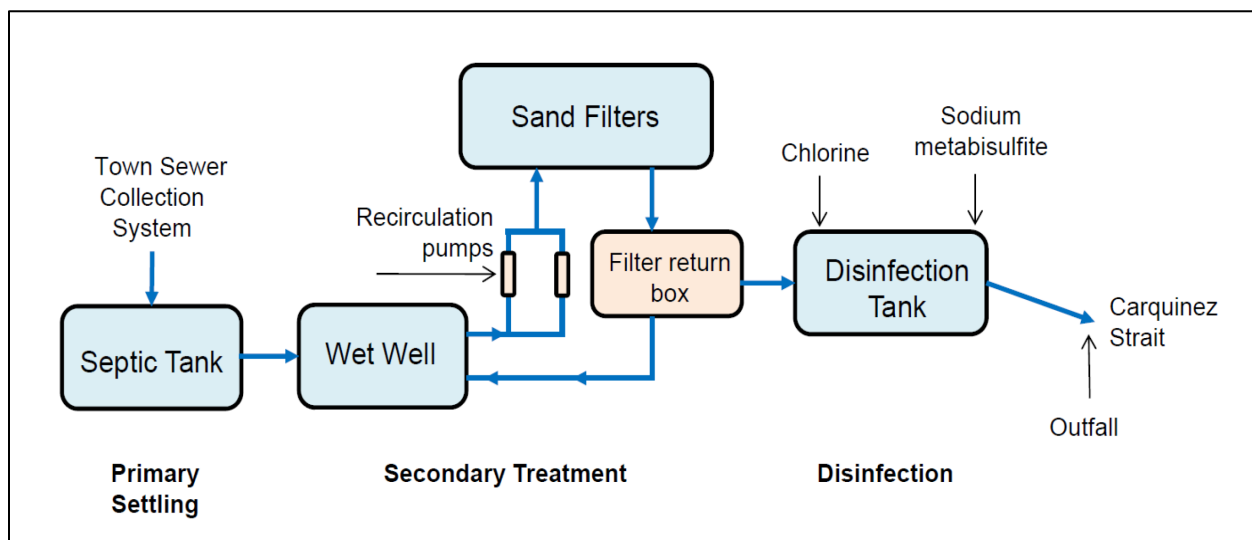 Town Sewer
Collection
System
Septic Tank
Primary
Settling
Wet Well
Recirculation
pumps
Sand Filters
Filter return
box
Secondary Treatment
Chlorine
Sodium
metabisulfite
Disinfection
Tank
Disinfection
Carquinez
Strait
Outfall